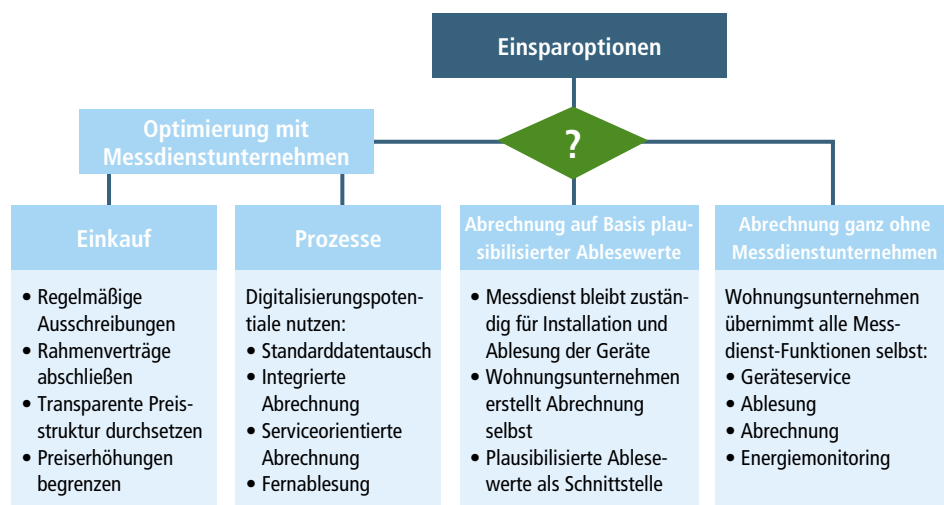 Einsparoptionen
?
Optimierung mit
Messdienstunternehmen
Einkauf
• Regelmäßige
Ausschreibungen
• Rahmenverträge
abschließen
• Transparente Preis-
struktur durchsetzen
• Preiserhöhungen
begrenzen
Prozesse
Digitalisierungspoten-
tiale nutzen:
• Standarddatentausch
• Integrierte
Abrechnung
• Serviceorientierte
Abrechnung
• Fernablesung
Abrechnung auf Basis plau-
sibilisierter Ablesewerte
• Messdienst bleibt zustän-
dig für Installation und
Ablesung der Geräte
• Wohnungsunternehmen
erstellt Abrechnung
selbst
• Plausibilisierte Ablese-
werte als Schnittstelle
Abrechnung ganz ohne
Messdienstunternehmen
Wohnungsunternehmen
übernimmt alle Mess-
dienst-Funktionen selbst:
• Geräteservice
• Ablesung
• Abrechnung
• Energiemonitoring